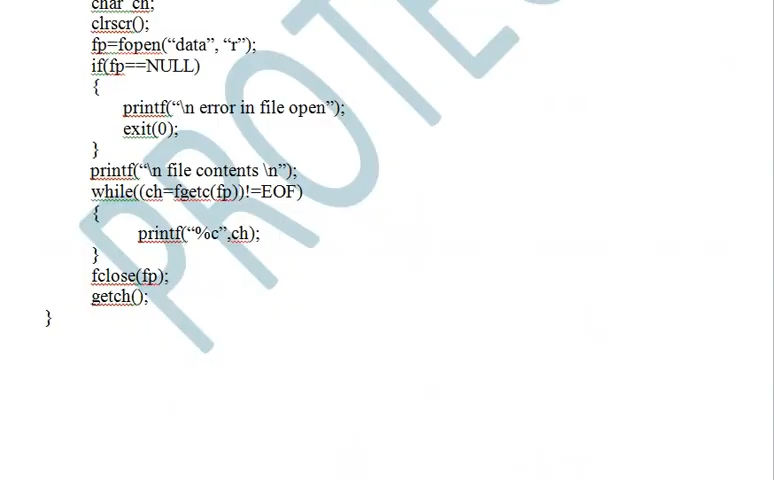 char ch;
clrscr();
fp=fopen(“data”, “r”);
if(fp==NULL)
{
printf(“\n error in file open”);
exit(0);
}
printf(“\n file contents \n”);
while((ch=fgetc(fp))!=EOF)
{
printf(“%c”,ch);
}
fclose(fp);
getch();
}
PROTE